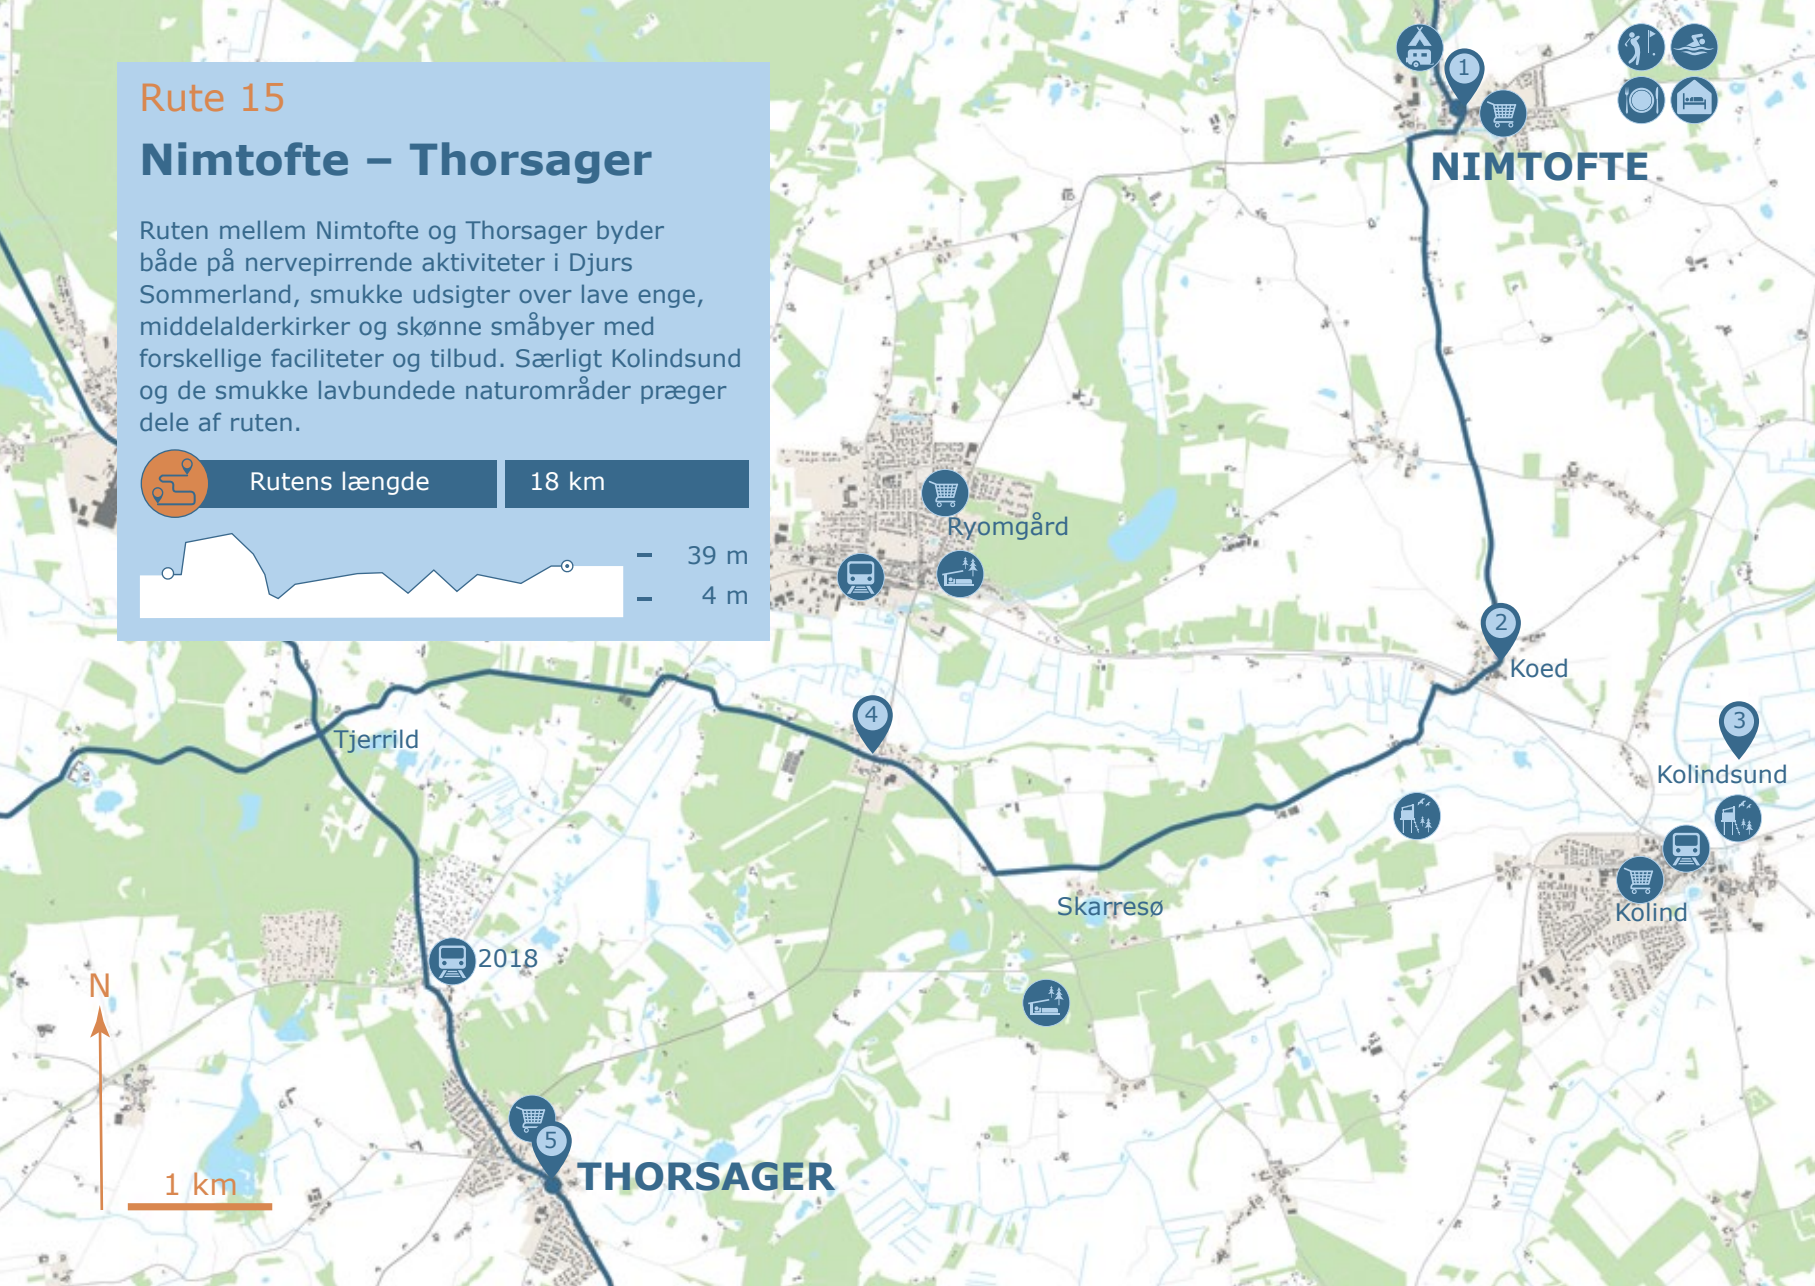 Rute 15
Nimtofte – Thorsager
Ruten mellem Nimtofte og Thorsager byder
både på nervepirrende aktiviteter i Djurs
Sommerland, smukke udsigter over lave enge,
middelalderkirker og skønne småbyer med
forskellige faciliteter og tilbud. Særligt Kolindsund
og de smukke lavbundede naturområder præger
dele af ruten.
Rutens længde 18 km
39 m
4 m
1
NIMTOFTE
Ryomgård
2
Koed
3
Kolindsund
4
Tjerrild
Skarresø
Kolind
2018
N
1 km
5
THORSAGER